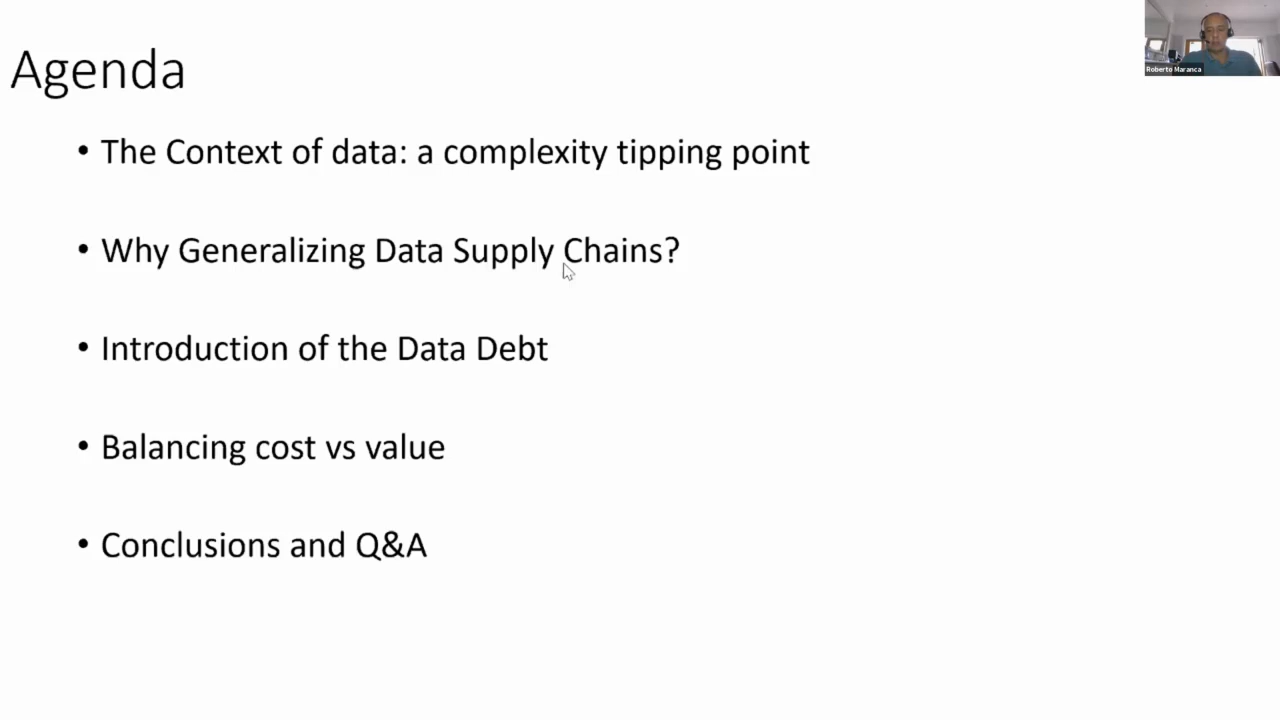 Agenda
Roberto Maranca
• The Context of data: a complexity tipping point
• Why Generalizing Data Supply Chains?
• Introduction of the Data Debt
• Balancing cost vs value
• Conclusions and Q&A